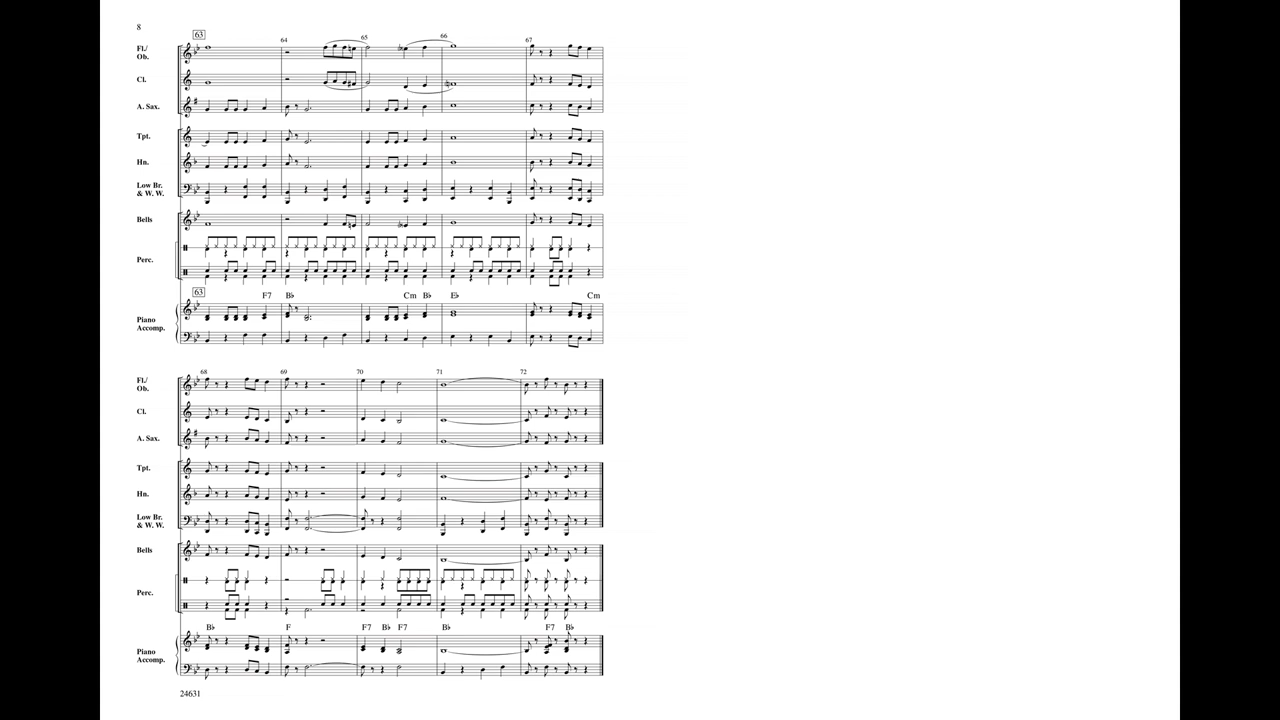 8
63
64
65
66
67
Fl./
Ob.
Cl.
A. Sax.
Tpt.
Hn.
Low Br.
& W. W.
Bells
Perc.
63
F7 B♭ Cm B♭ E♭ Cm
Piano
Accomp.
68
69
70
71
72
Fl./
Ob.
Cl.
A. Sax.
Tpt.
Hn.
Low Br.
& W. W.
Bells
Perc.
B♭ F F7 B♭ F7 B♭ F7 B♭
Piano
Accomp.
24631